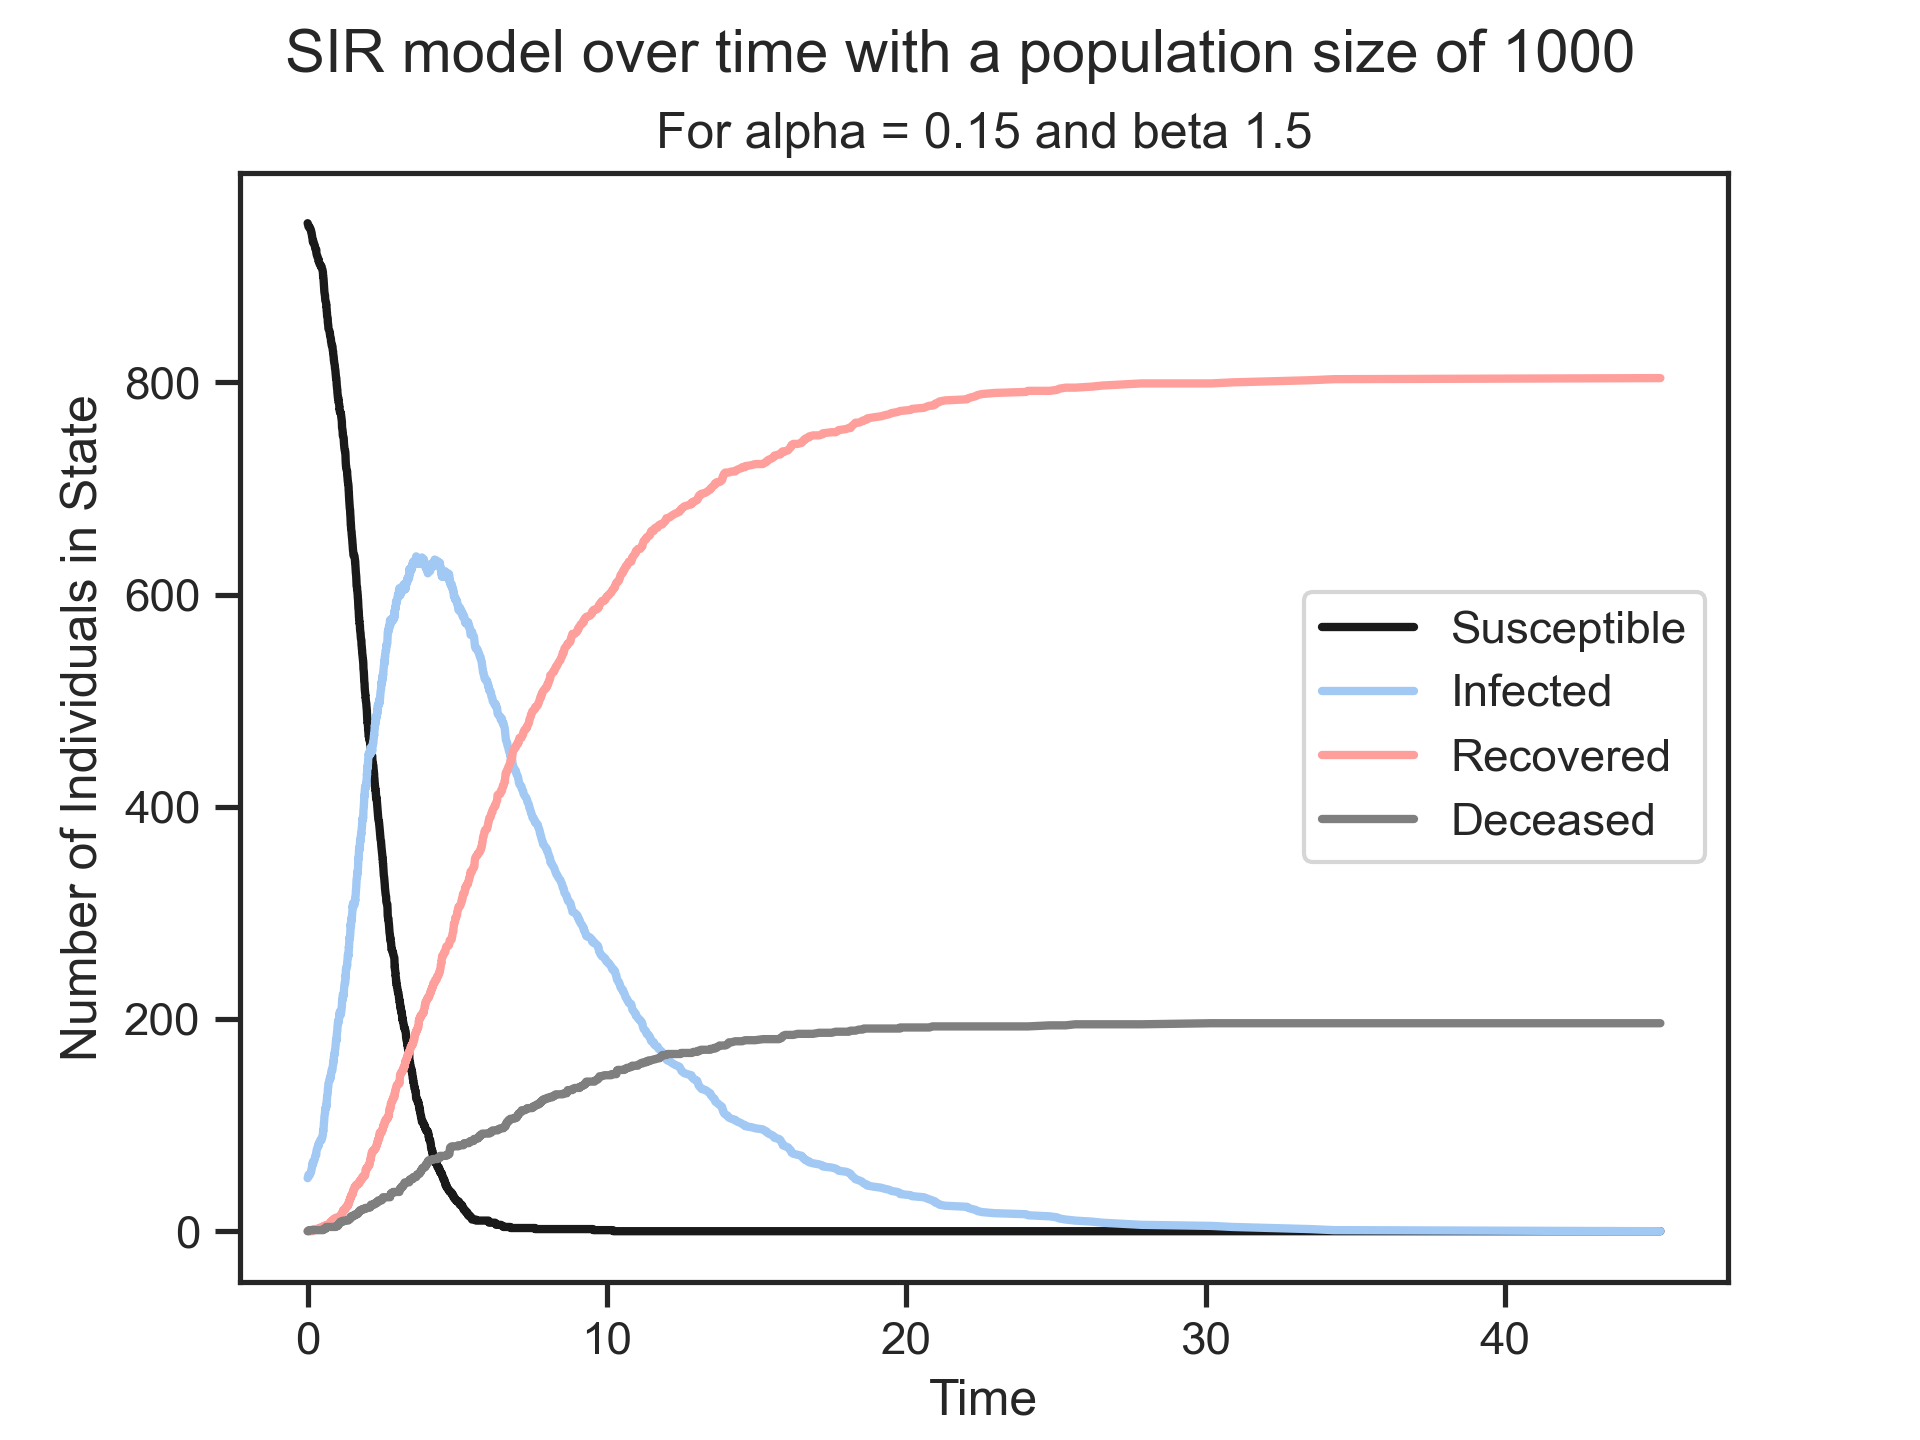 SIR model over time with a population size of 1000
For alpha = 0.15 and beta 1.5
Number of Individuals in State
800
600
400
200
0
Susceptible
Infected
Recovered
Deceased
0 10 20 30 40
Time